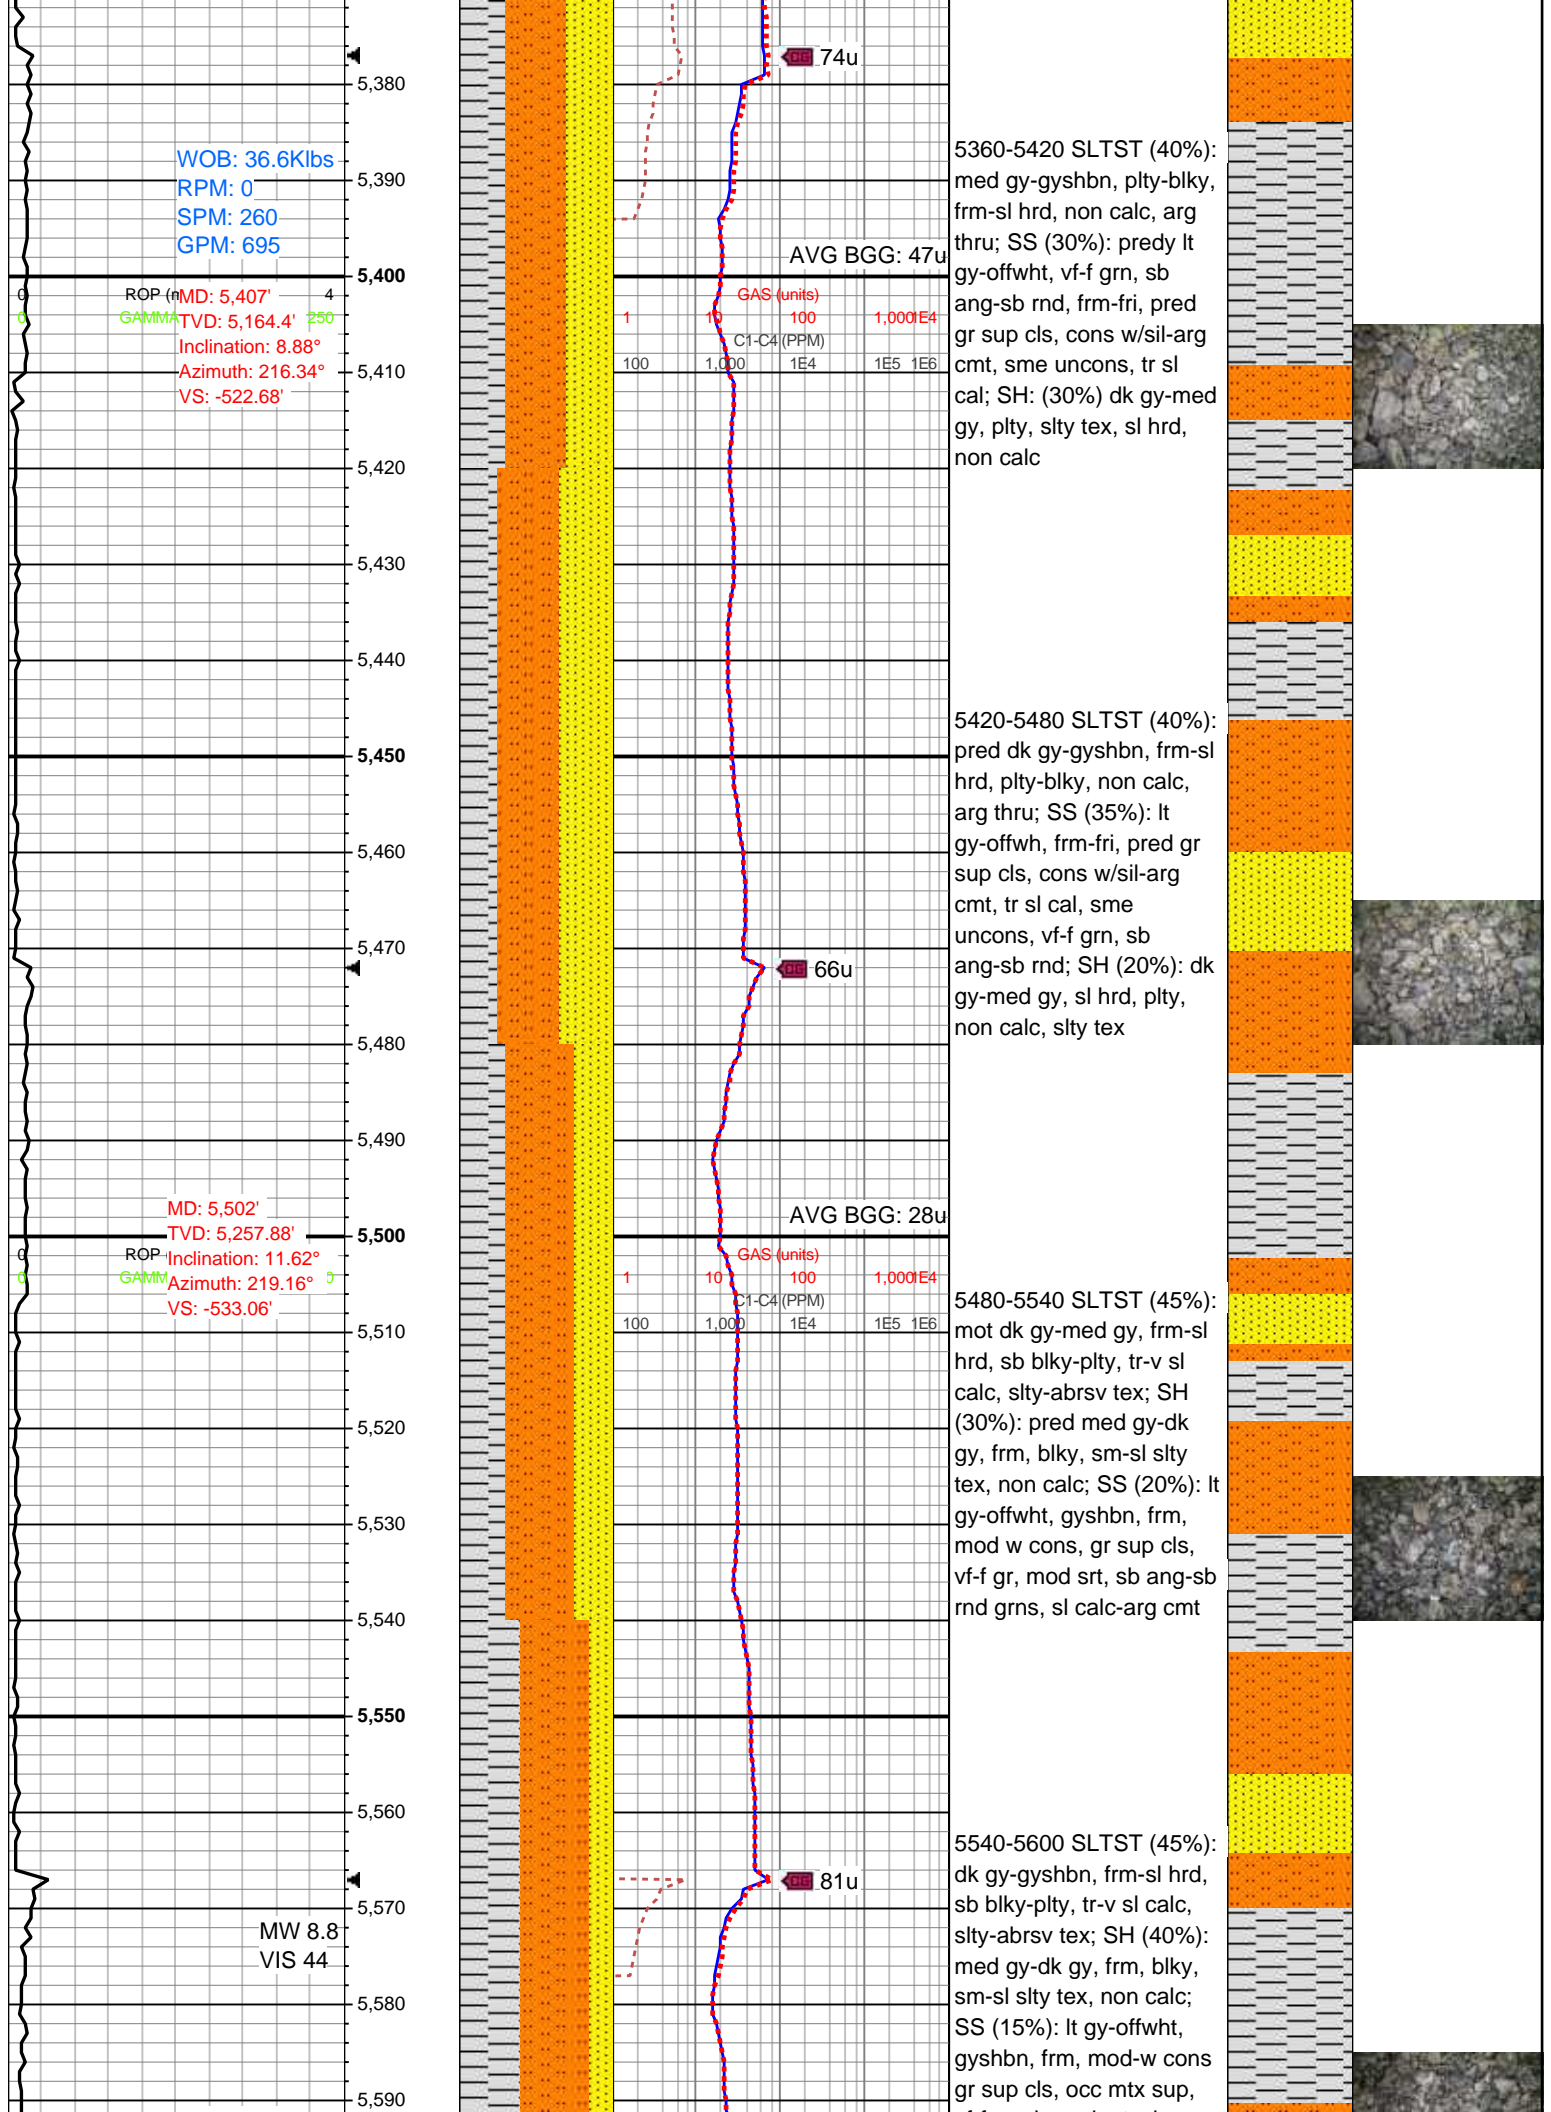 74u
5,380
WOB: 36.6Klbs
RPM: 0
SPM: 260
GPM: 695
5,390
5360-5420 SLTST (40%):
med gy-gyshbn, plty-blky,
frm-sl hrd, non calc, arg
thru; SS (30%): predy lt
gy-offwht, vf-f grn, sb
ang-sb rnd, frm-fri, pred
gr sup cls, cons w/sil-arg
cmt, sme uncons, tr sl
cal; SH: (30%) dk gy-med
gy, plty, slty tex, sl hrd,
non calc
AVG BGG: 47u
5,400
0 ROP (m 4
0 GAMMA 250
MD: 5,407'
TVD: 5,164.4'
Inclination: 8.88°
Azimuth: 216.34°
VS: -522.68'
GAS (units)
1 10 100 1,000 1E4
C1-C4 (PPM)
100 1,000 1E4 1E5 1E6
5,410
5,420
5,430
5,440
5,450
5,460
5,470
5420-5480 SLTST (40%):
pred dk gy-gyshbn, frm-sl
hrd, plty-blky, non calc,
arg thru; SS (35%): lt
gy-offwh, frm-fri, pred gr
sup cls, cons w/sil-arg
cmt, tr sl cal, sme
uncons, vf-f grn, sb
ang-sb rnd; SH (20%): dk
gy-med gy, sl hrd, plty,
non calc, slty tex
CG 66u
5,480
5,490
AVG BGG: 28u
5,500
MD: 5,502'
TVD: 5,257.88'
Inclination: 11.62°
Azimuth: 219.16°
VS: -533.06'
0 ROP
0 GAMM 0
GAS (units)
1 10 100 1,000 1E4
C1-C4 (PPM)
100 1,000 1E4 1E5 1E6
5,510
5,520
5,530
5,540
5480-5540 SLTST (45%):
mot dk gy-med gy, frm-sl
hrd, sb blky-plty, tr-v sl
calc, slty-abrsv tex; SH
(30%): pred med gy-dk
gy, frm, blky, sm-sl slty
tex, non calc; SS (20%): lt
gy-offwht, gyshbn, frm,
mod w cons, gr sup cls,
vf-f gr, mod srt, sb ang-sb
rnd grns, sl calc-arg cmt
5,550
5,560
CG 81u
5,570
MW 8.8
VIS 44
5,580
5,590
5540-5600 SLTST (45%):
dk gy-gyshbn, frm-sl hrd,
sb blky-plty, tr-v sl calc,
slty-abrsv tex; SH (40%):
med gy-dk gy, frm, blky,
sm-sl slty tex, non calc;
SS (15%): lt gy-offwht,
gyshbn, frm, mod-w cons
gr sup cls, occ mtx sup,